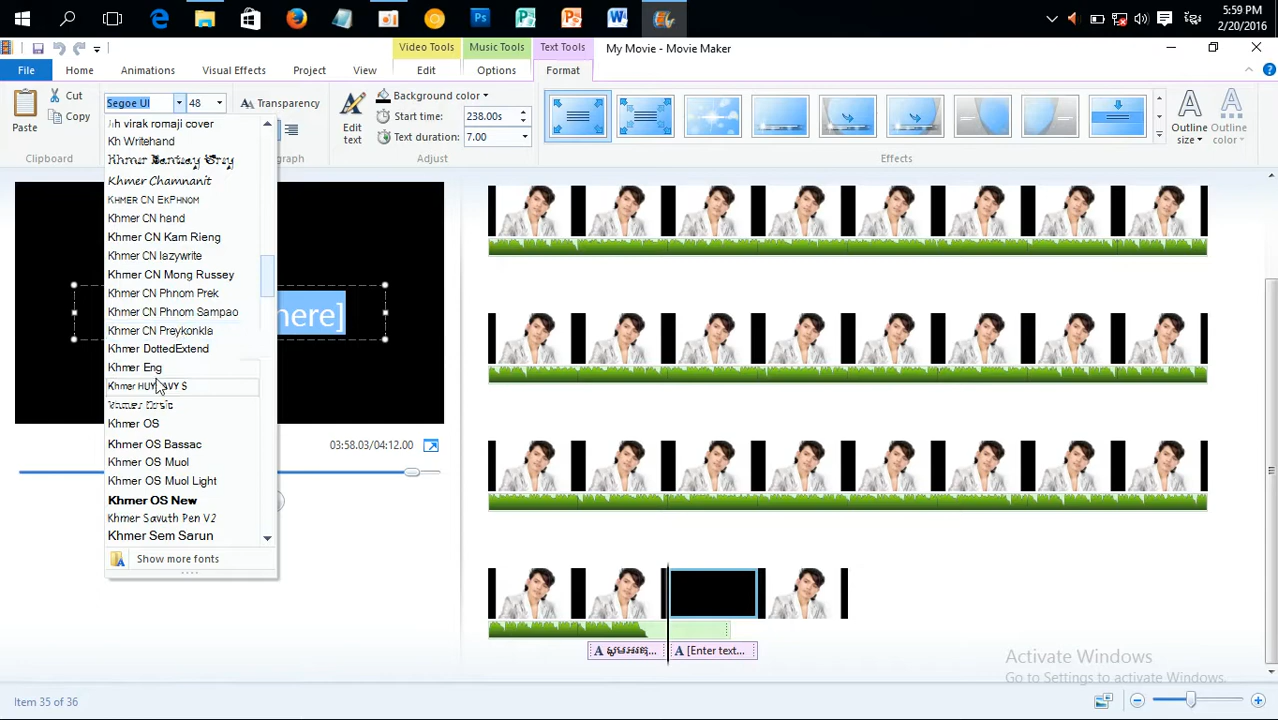 5:59 PM
2/20/2016
Video Tools
Music Tools
Text Tools
My Movie - Movie Maker
File
Home
Animations
Visual Effects
Project
View
Edit
Options
Format
Paste
Cut
Copy
Clipboard
Segoe UI
48
Transparency
Edit
text
Background color
Start time:
238.00s
Text duration:
7.00
Adjust
Effects
Outline
size
Outline
color
h virak romaji cover
Kh Writehand
Khmer Chamnanit
Khmer CN EkPhnom
Khmer CN hand
Khmer CN Kam Rieng
Khmer CN lazywrite
Khmer CN Mong Russey
Khmer CN Phnom Prek
Khmer CN Phnom Sampao
Khmer CN Preykonkla
Khmer DottedExtend
Khmer Eng
Khmer OS
Khmer OS Bassac
Khmer OS Muol
Khmer OS Muol Light
Khmer OS New
Khmer Savuth Pen V2
Khmer Sem Sarun
Show more fonts
here]
03:58.03/04:12.00
[Enter text...
Activate Windows
Go to Settings to activate Windows.
Item 35 of 36